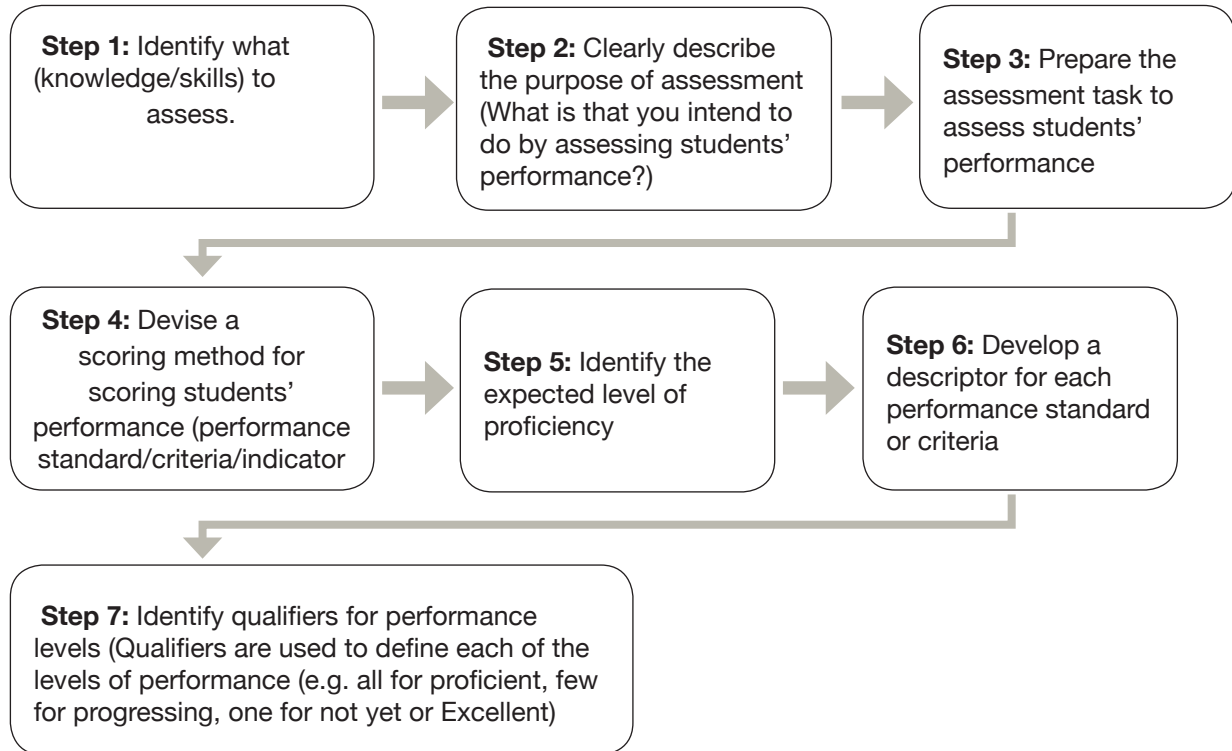 Step 1: Identify what
(knowledge/skills) to
assess.
Step 2: Clearly describe
the purpose of assessment
(What is that you intend to
do by assessing students’
performance?)
Step 3: Prepare the
assessment task to
assess students’
performance
Step 4: Devise a
scoring method for
scoring students’
performance (performance
standard/criteria/indicator
Step 5: Identify the
expected level of
proficiency
Step 6: Develop a
descriptor for each
performance standard
or criteria
Step 7: Identify qualifiers for performance
levels (Qualifiers are used to define each of the
levels of performance (e.g. all for proficient, few
for progressing, one for not yet or Excellent)